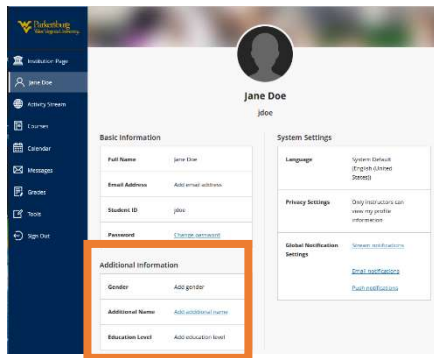 Parkersburg
West Virginia University
Institution Page
Jane Doe
Activity Stream
Courses
Calendar
Messages
Grades
Tools
Sign Out
Jane Doe
jdoe
Basic Information
Full Name Jane Doe
Email Address Add email address
Student ID jdoe
Password Change password
Additional Information
Gender Add gender
Additional Name Add additional name
Education Level Add education level
System Settings
Language System Default
(English (United
States))
Privacy Settings Only instructors can
view my profile
information
Global Notification Stream notifications
Settings
Email notifications
Push notifications